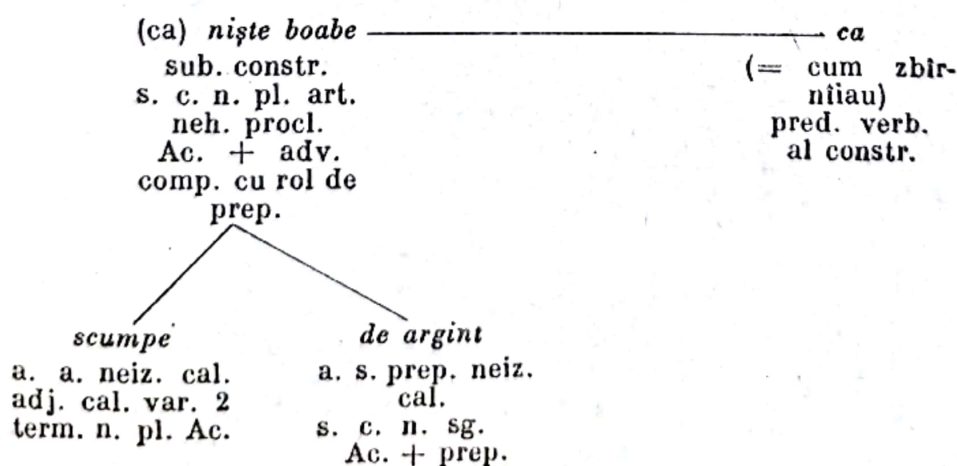 (ca) nişte boabe
sub. constr.
s. c. n. pl. art.
neh. procl.
Ac. + adv.
comp. cu rol de
prep.
ca
(= cum zbîr-
nîiau)
pred. verb.
al constr.
scumpe
a. a. neiz. cal.
adj. cal. var. 2
term. n. pl. Ac.
de argint
a. s. prep. neiz.
cal.
s. c. n. sg.
Ac. + prep.